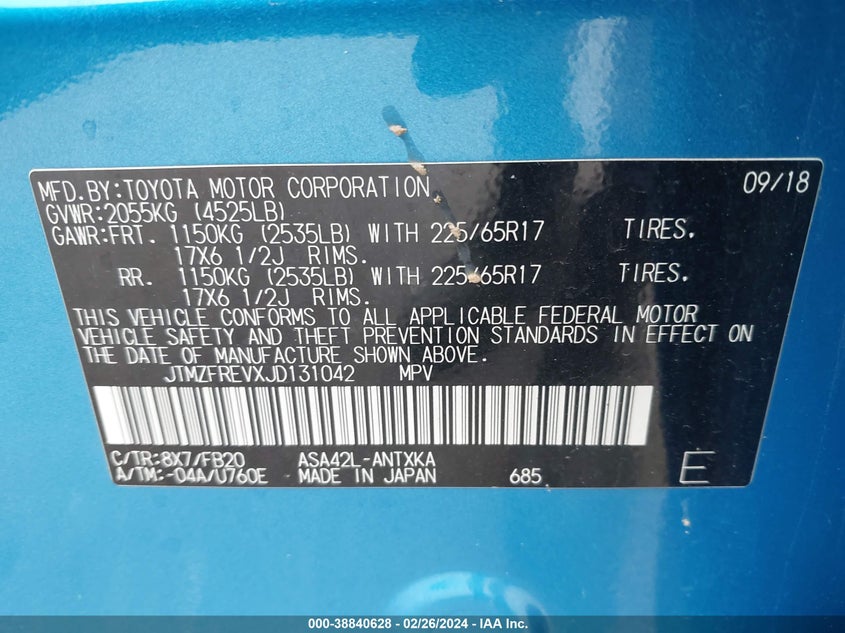 MFD.BY:TOYOTA MOTOR CORPORATION 09/18
GVWR:2055KG (4525LB)
GAWR:FRT. 1150KG (2535LB) WITH 225/65R17 TIRES.
17X6 1/2J RIMS.
RR. 1150KG (2535LB) WITH 225/65R17 TIRES.
17X6 1/2J RIMS.
THIS VEHICLE CONFORMS TO ALL APPLICABLE FEDERAL MOTOR
VEHICLE SAFETY AND THEFT PREVENTION STANDARDS IN EFFECT ON
THE DATE OF MANUFACTURE SHOWN ABOVE.
JTMZFREVXJD131042 MPV
C/TR:8X7/FB20 ASA42L-ANTXKA
A/TM:-04A/U760E MADE IN JAPAN 685 E
000-38840628 - 02/26/2024 - IAA Inc.